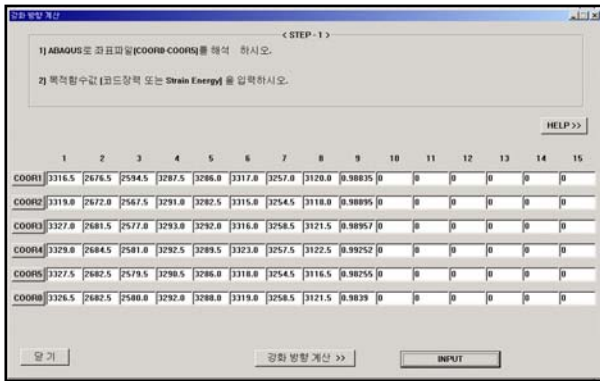 강화 방향 계산
< STEP - 1 >
1) ABAQUS로 좌표파일[COOR0-COOR5]를 해석 하시오.
2) 목적함수값 [코드장력 또는 Strain Energy] 을 입력하시오.
HELP >>
1 2 3 4 5 6 7 8 9 10 11 12 13 14 15
COOR1 3316.5 2676.5 2594.5 3287.5 3286.0 3317.0 3257.0 3120.0 0.98835 0 0 0 0 0 0
COOR2 3319.0 2672.0 2567.5 3291.0 3282.5 3315.0 3254.5 3118.0 0.98895 0 0 0 0 0 0
COOR3 3327.0 2681.5 2577.0 3293.0 3292.0 3316.0 3258.5 3121.5 0.98957 0 0 0 0 0 0
COOR4 3329.0 2684.5 2581.0 3292.5 3289.5 3323.0 3257.5 3122.5 0.99252 0 0 0 0 0 0
COOR5 3327.5 2682.5 2579.5 3290.5 3286.0 3318.0 3254.5 3116.5 0.98255 0 0 0 0 0 0
COOR0 3326.5 2682.5 2580.0 3292.0 3288.0 3319.0 3258.5 3121.5 0.9839 0 0 0 0 0 0
닫 기 강화 방향 계산 >> INPUT